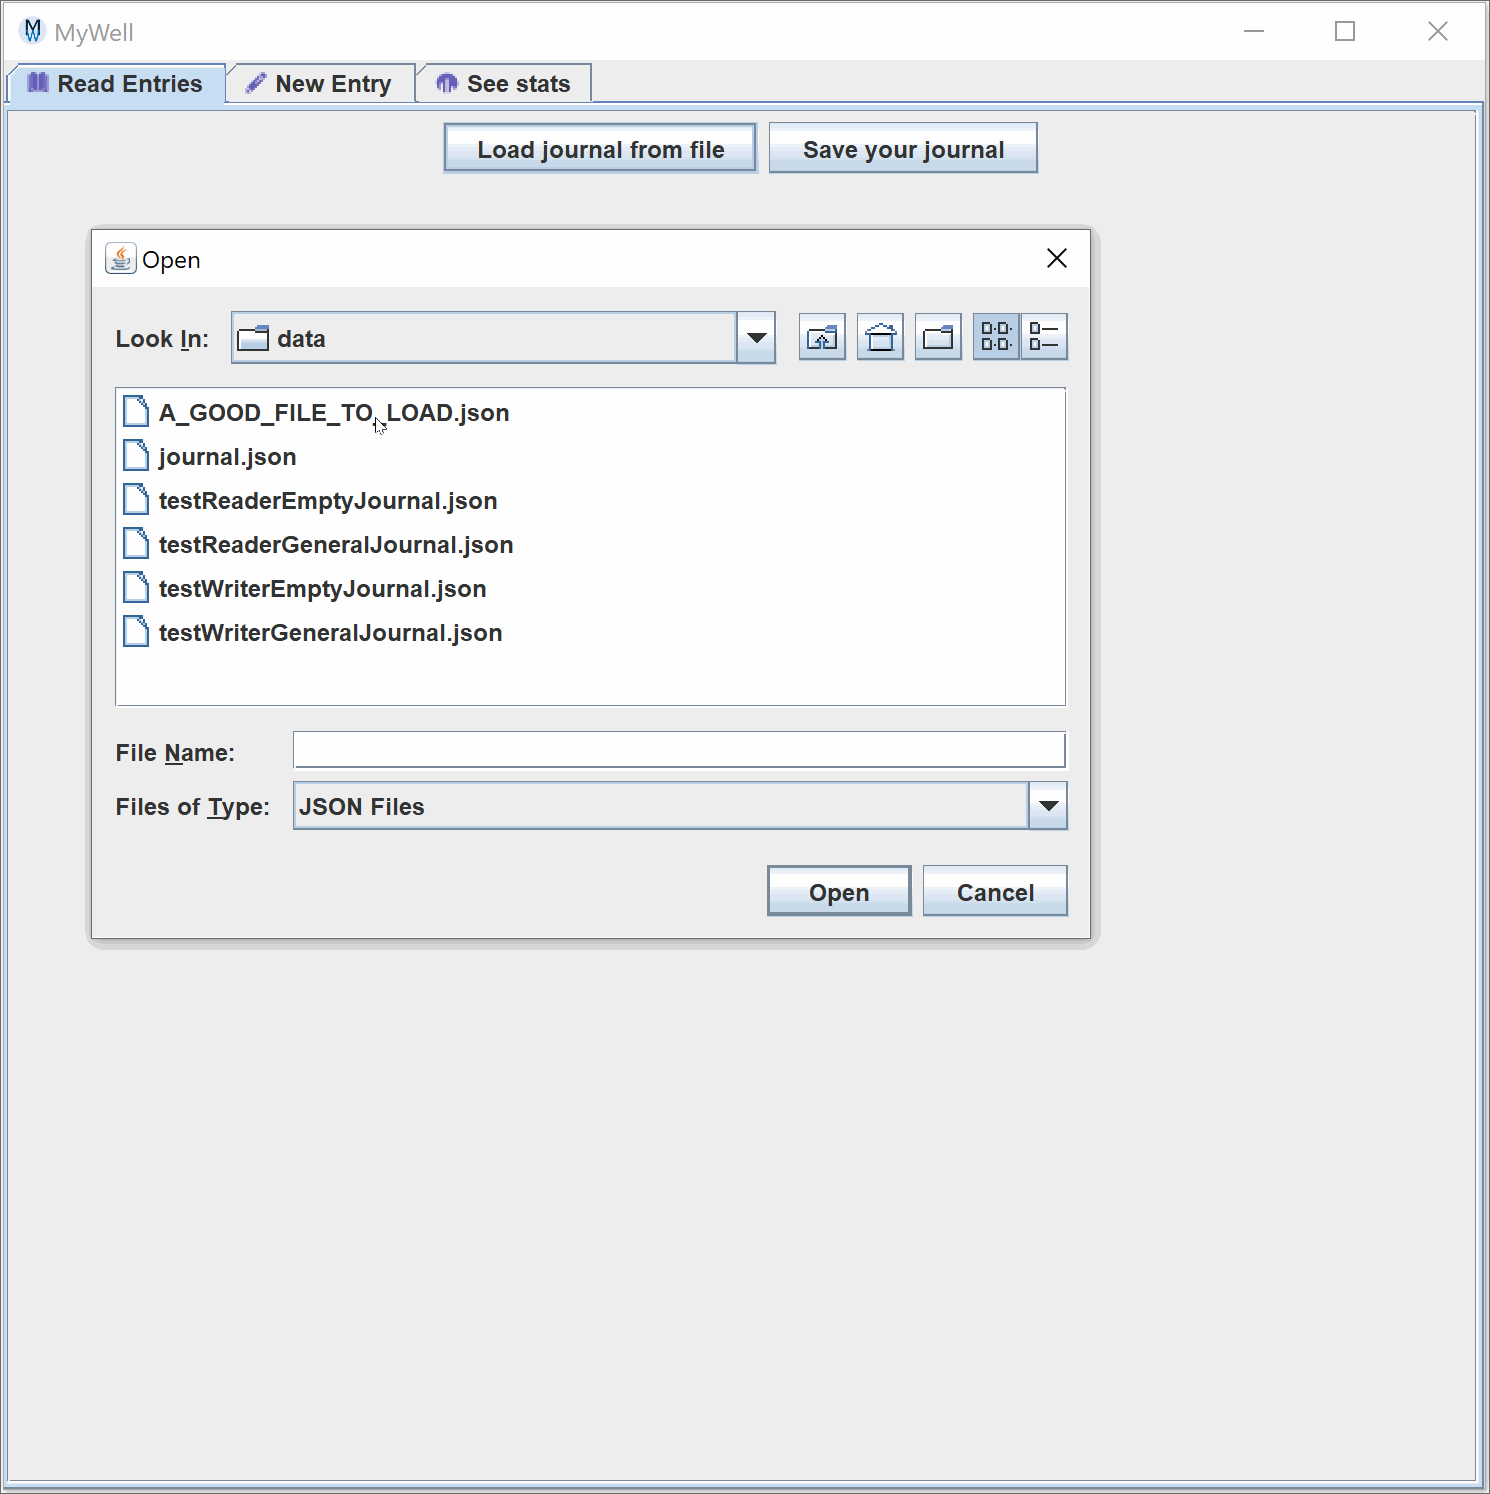 MyWell
Read Entries New Entry See stats
Load journal from file Save your journal
Open
Look In: data
A_GOOD_FILE_TO_LOAD.json
journal.json
testReaderEmptyJournal.json
testReaderGeneralJournal.json
testWriterEmptyJournal.json
testWriterGeneralJournal.json
File Name:
Files of Type: JSON Files
Open Cancel